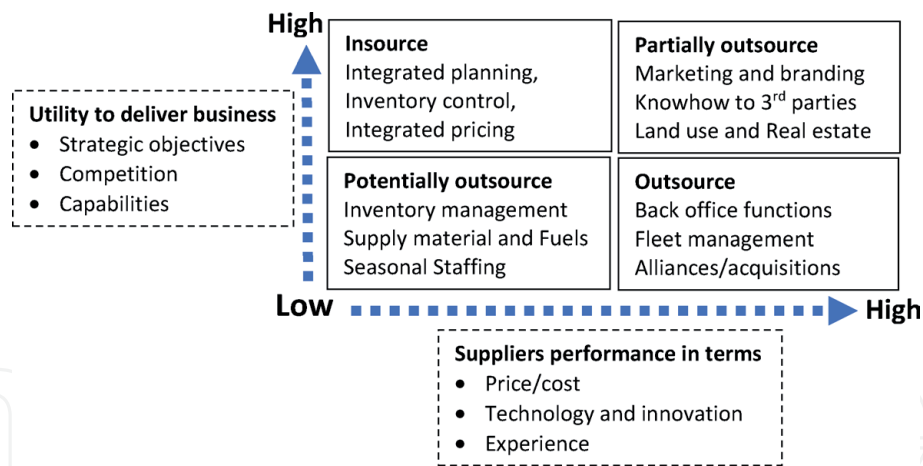 High
Insource
Integrated planning,
Inventory control,
Integrated pricing
Partially outsource
Marketing and branding
Knowhow to 3rd parties
Land use and Real estate
Utility to deliver business
• Strategic objectives
• Competition
• Capabilities
Potentially outsource
Inventory management
Supply material and Fuels
Seasonal Staffing
Outsource
Back office functions
Fleet management
Alliances/acquisitions
Low
High
Suppliers performance in terms
• Price/cost
• Technology and innovation
• Experience